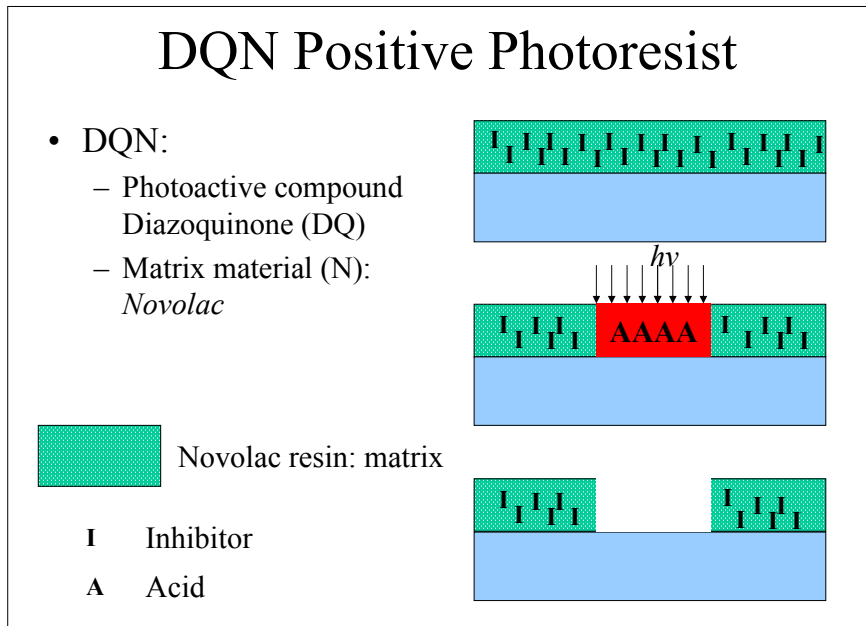 DQN Positive Photoresist
• DQN:
– Photoactive compound
Diazoquinone (DQ)
– Matrix material (N):
Novolac
Novolac resin: matrix
I Inhibitor
A Acid
I I I I I I I I I I I I I I I I I I I I I I I
hν
I I I I I I AAAA I I I I I I
I I I I I I I I I I I I